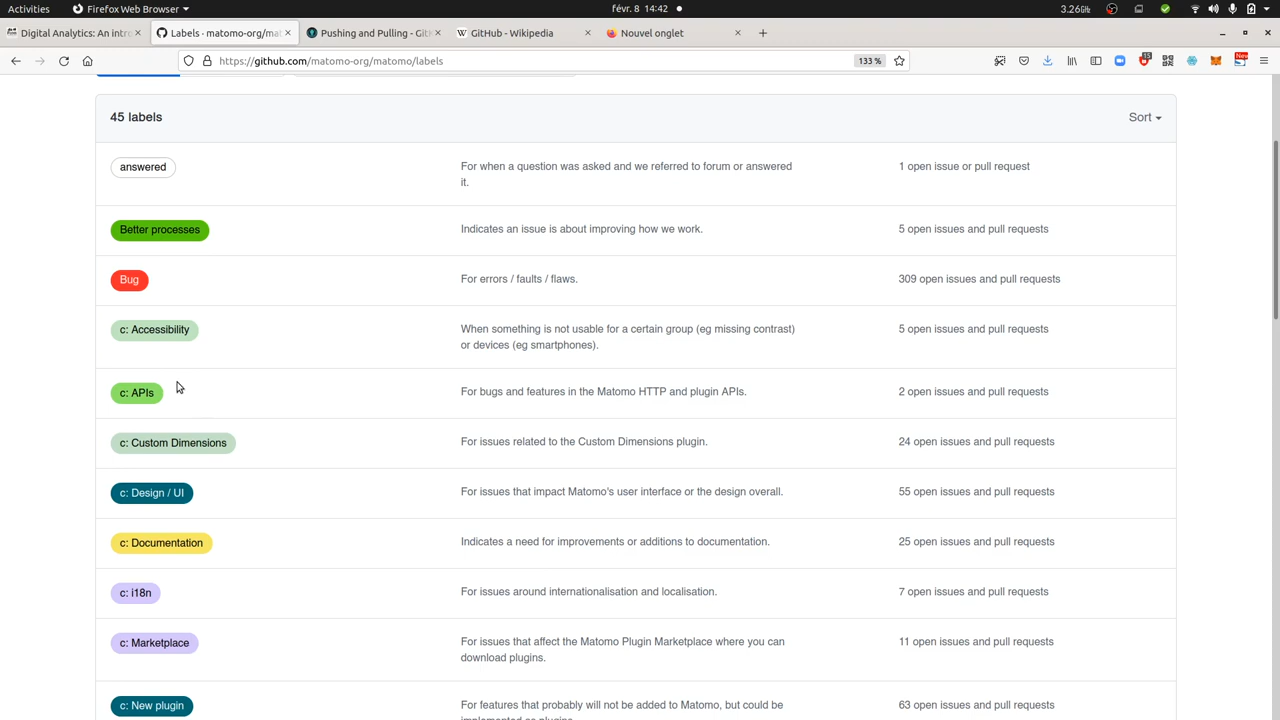 Activities
Firefox Web Browser
févr. 8 14:42
3.26GHz
Digital Analytics: An intr
Labels · matomo-org/ma
Pushing and Pulling - Git
GitHub - Wikipedia
Nouvel onglet
https://github.com/matomo-org/matomo/labels
133 %
15
New
45 labels
Sort
answered
For when a question was asked and we referred to forum or answered
it.
1 open issue or pull request
Better processes
Indicates an issue is about improving how we work.
5 open issues and pull requests
Bug
For errors / faults / flaws.
309 open issues and pull requests
c: Accessibility
When something is not usable for a certain group (eg missing contrast)
or devices (eg smartphones).
5 open issues and pull requests
c: APIs
For bugs and features in the Matomo HTTP and plugin APIs.
2 open issues and pull requests
c: Custom Dimensions
For issues related to the Custom Dimensions plugin.
24 open issues and pull requests
c: Design / UI
For issues that impact Matomo's user interface or the design overall.
55 open issues and pull requests
c: Documentation
Indicates a need for improvements or additions to documentation.
25 open issues and pull requests
c: i18n
For issues around internationalisation and localisation.
7 open issues and pull requests
c: Marketplace
For issues that affect the Matomo Plugin Marketplace where you can
download plugins.
11 open issues and pull requests
c: New plugin
For features that probably will not be added to Matomo, but could be
implemented as plugins.
63 open issues and pull requests